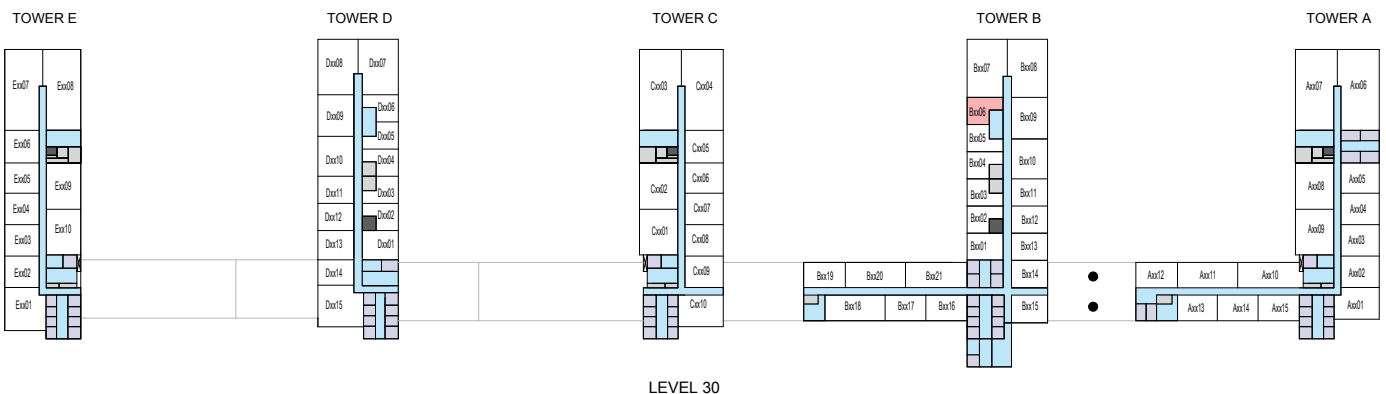 TOWER E
TOWER D
TOWER C
TOWER B
TOWER A
Exx07
Exx08
Exx06
Exx05
Exx09
Exx04
Exx03
Exx10
Exx02
Exx01
Dxx08
Dxx07
Dxx09
Dxx06
Dxx05
Dxx10
Dxx04
Dxx11
Dxx03
Dxx12
Dxx02
Dxx13
Dxx01
Dxx14
Dxx15
Cxx03
Cxx04
Cxx05
Cxx06
Cxx02
Cxx07
Cxx01
Cxx08
Cxx09
Cxx10
Bxx07
Bxx08
Bxx06
Bxx09
Bxx05
Bxx04
Bxx10
Bxx03
Bxx11
Bxx02
Bxx12
Bxx01
Bxx13
Bxx19
Bxx20
Bxx21
Bxx14
Bxx18
Bxx17
Bxx16
Bxx15
Axx07
Axx06
Axx05
Axx08
Axx04
Axx09
Axx03
Axx12
Axx11
Axx10
Axx02
Axx13
Axx14
Axx15
Axx01
LEVEL 30